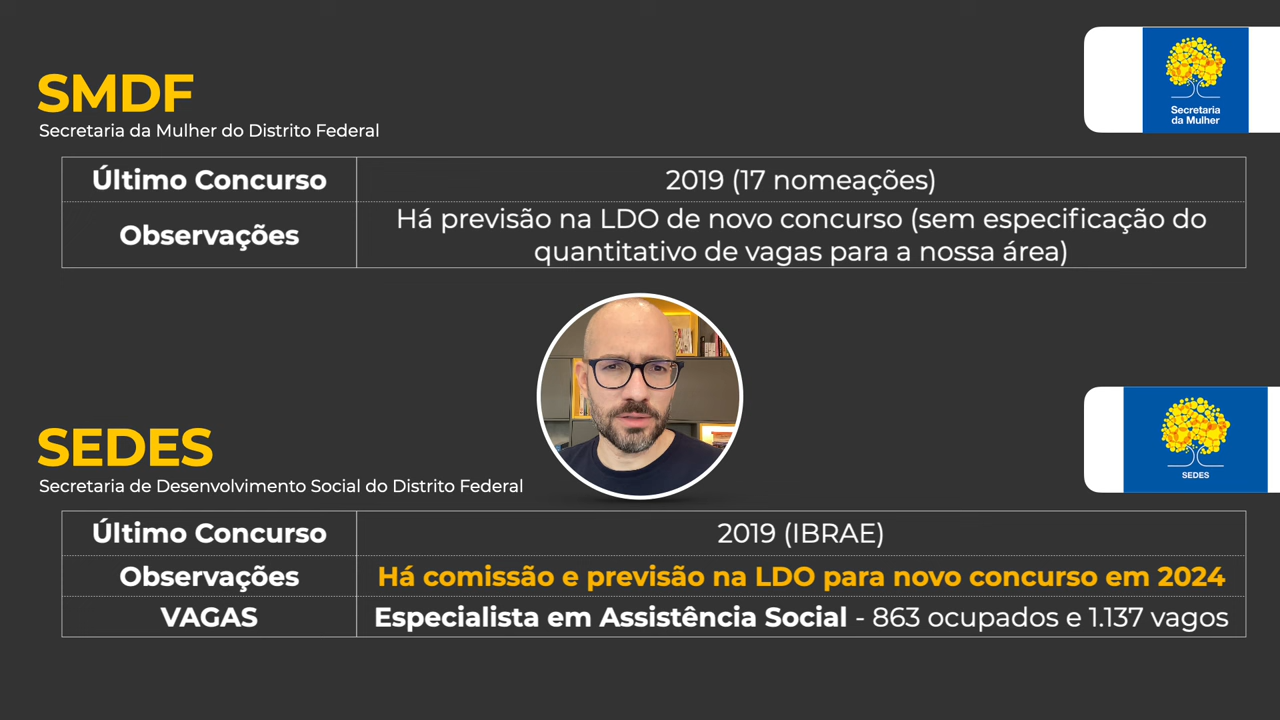 SMDF
Secretaria da Mulher do Distrito Federal
Secretaria
da Mulher
Último Concurso
2019 (17 nomeações)
Observações
Há previsão na LDO de novo concurso (sem especificação do
quantitativo de vagas para a nossa área)
SEDES
Secretaria de Desenvolvimento Social do Distrito Federal
SEDES
Último Concurso
2019 (IBRAE)
Observações
Há comissão e previsão na LDO para novo concurso em 2024
VAGAS
Especialista em Assistência Social - 863 ocupados e 1.137 vagos